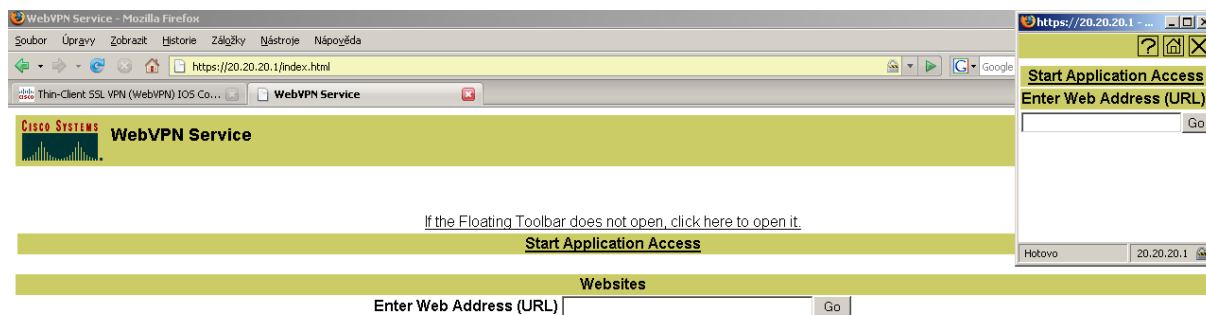 WebVPN Service - Mozilla Firefox
Soubor Úpravy Zobrazit Historie Záložky Nástroje Nápověda
https://20.20.20.1/index.html
Google
Thin-Client SSL VPN (WebVPN) IOS Co...
WebVPN Service
CISCO SYSTEMS
WebVPN Service
If the Floating Toolbar does not open, click here to open it.
Start Application Access
Websites
Enter Web Address (URL) Go
https://20.20.20.1 - ...
Start Application Access
Enter Web Address (URL)
Go
Hotovo 20.20.20.1